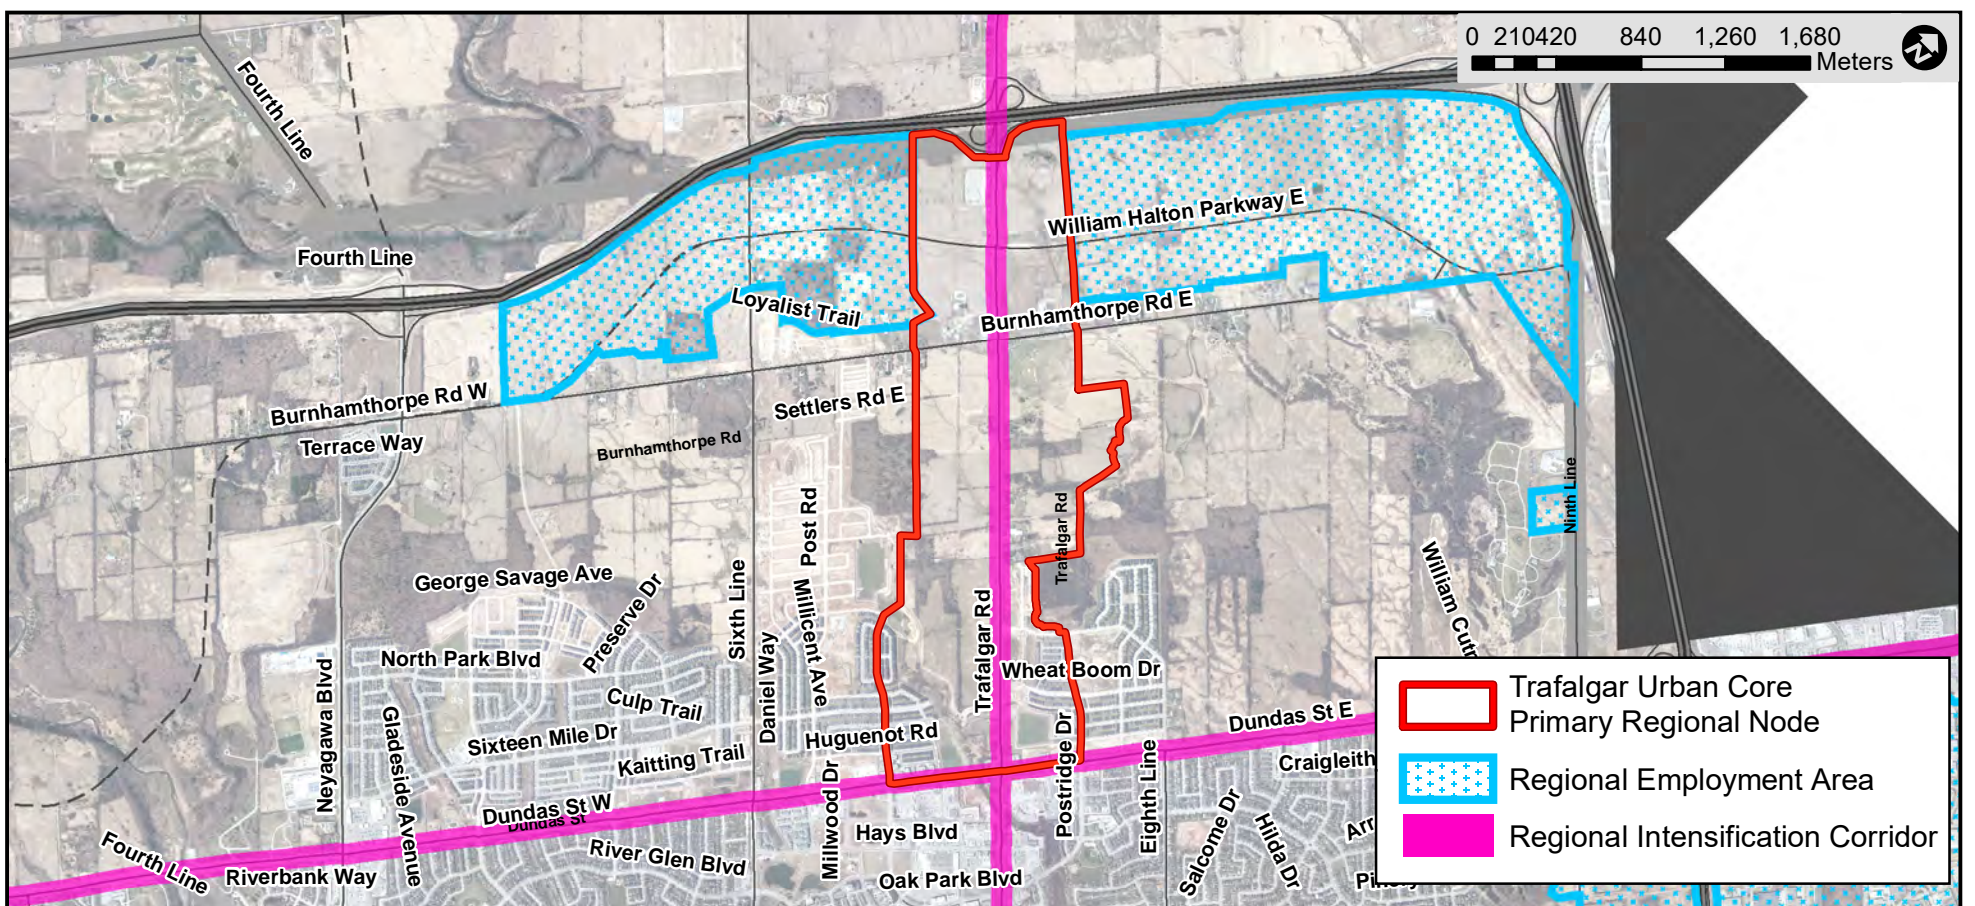 0 210420 840 1,260 1,680
Meters
Fourth Line
Fourth Line
William Halton Parkway E
Loyalist Trail
Burnhamthorpe Rd E
Burnhamthorpe Rd W
Settlers Rd E
Terrace Way
Burnhamthorpe Rd
Ninth Line
Post Rd
Trafalgar Rd
George Savage Ave
Preserve Dr
Millicent Ave
Sixth Line
Trafalgar Rd
William Cutm
North Park Blvd
Daniel Way
Wheat Boom Dr
Neyagawa Blvd
Culp Trail
Gladeside Avenue
Sixteen Mile Dr
Huguenot Rd
Postridge Dr
Dundas St E
Kaitting Trail
Craigleith
Eighth Line
Millwood Dr
Dundas St W
Dundas St
Hays Blvd
Salcome Dr
Hilda Dr
Arr
Fourth Line
Riverbank Way
River Glen Blvd
Oak Park Blvd
Trafalgar Urban Core
Primary Regional Node
Regional Employment Area
Regional Intensification Corridor